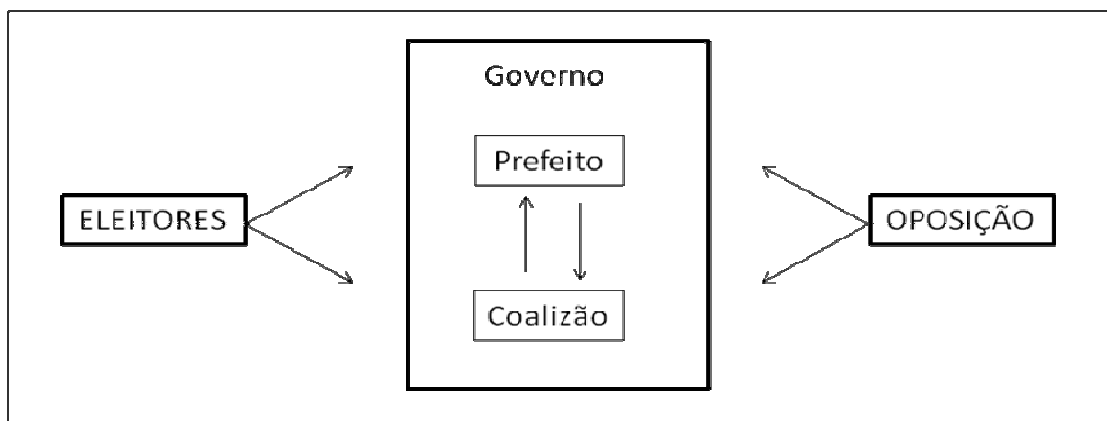 Governo
Prefeito
ELEITORES
OPOSIÇÃO
Coalizão